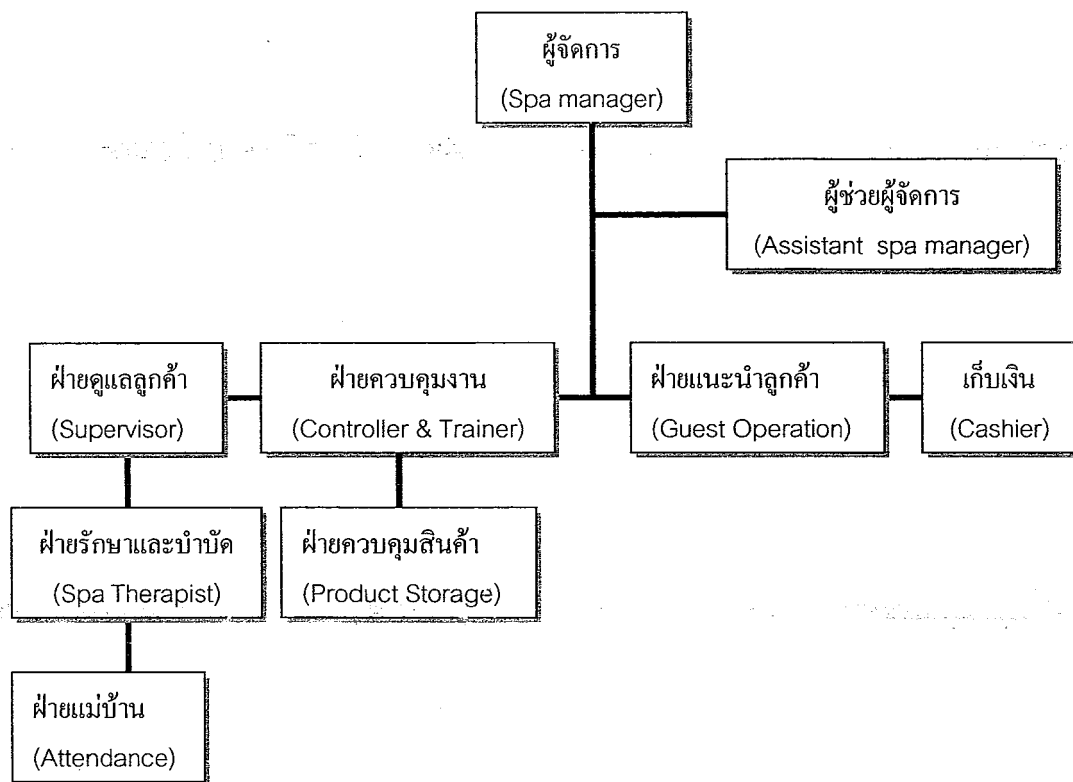 ผู้จัดการ
(Spa manager)
ผู้ช่วยผู้จัดการ
(Assistant spa manager)
ฝ่ายดูแลลูกค้า
(Supervisor)
ฝ่ายควบคุมงาน
(Controller & Trainer)
ฝ่ายแนะนำลูกค้า
(Guest Operation)
เก็บเงิน
(Cashier)
ฝ่ายรักษาและบำบัด
(Spa Therapist)
ฝ่ายควบคุมสินค้า
(Product Storage)
ฝ่ายแม่บ้าน
(Attendance)